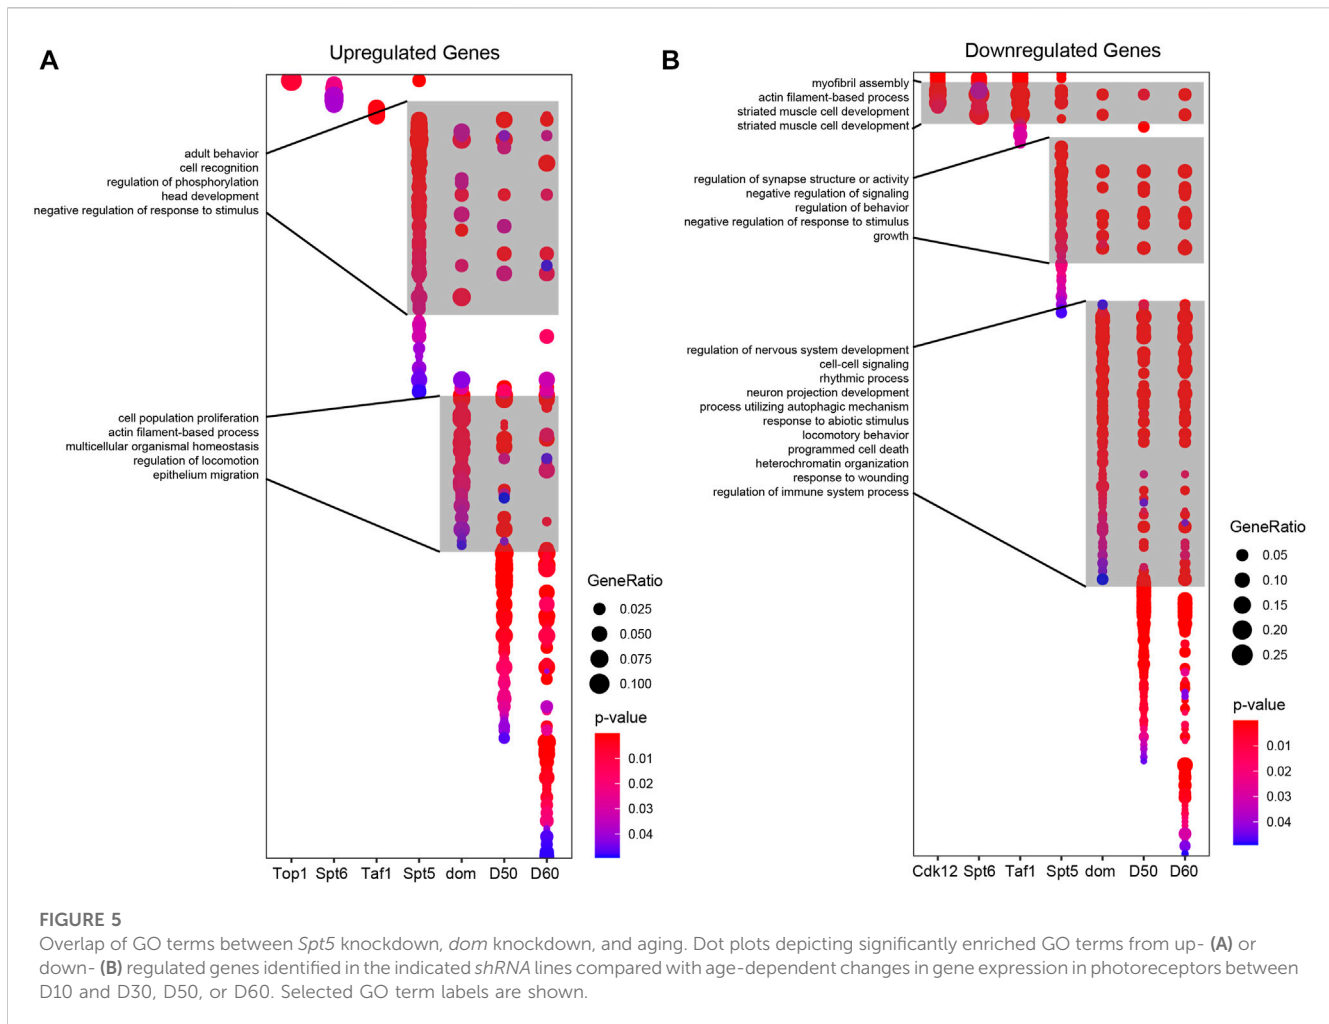 A
Upregulated Genes
adult behavior
cell recognition
regulation of phosphorylation
head development
negative regulation of response to stimulus
cell population proliferation
actin filament-based process
multicellular organismal homeostasis
regulation of locomotion
epithelium migration
GeneRatio
0.025
0.050
0.075
0.100
p-value
0.01
0.02
0.03
0.04
Top1 Spt6 Taf1 Spt5 dom D50 D60
B
Downregulated Genes
myofibril assembly
actin filament-based process
striated muscle cell development
striated muscle cell development
regulation of synapse structure or activity
negative regulation of signaling
regulation of behavior
negative regulation of response to stimulus
growth
regulation of nervous system development
cell-cell signaling
rhythmic process
neuron projection development
process utilizing autophagic mechanism
response to abiotic stimulus
locomotory behavior
programmed cell death
heterochromatin organization
response to wounding
regulation of immune system process
GeneRatio
0.05
0.10
0.15
0.20
0.25
p-value
0.01
0.02
0.03
0.04
Cdk12 Spt6 Taf1 Spt5 dom D50 D60
FIGURE 5
Overlap of GO terms between Spt5 knockdown, dom knockdown, and aging. Dot plots depicting significantly enriched GO terms from up- (A) or
down- (B) regulated genes identified in the indicated shRNA lines compared with age-dependent changes in gene expression in photoreceptors between
D10 and D30, D50, or D60. Selected GO term labels are shown.